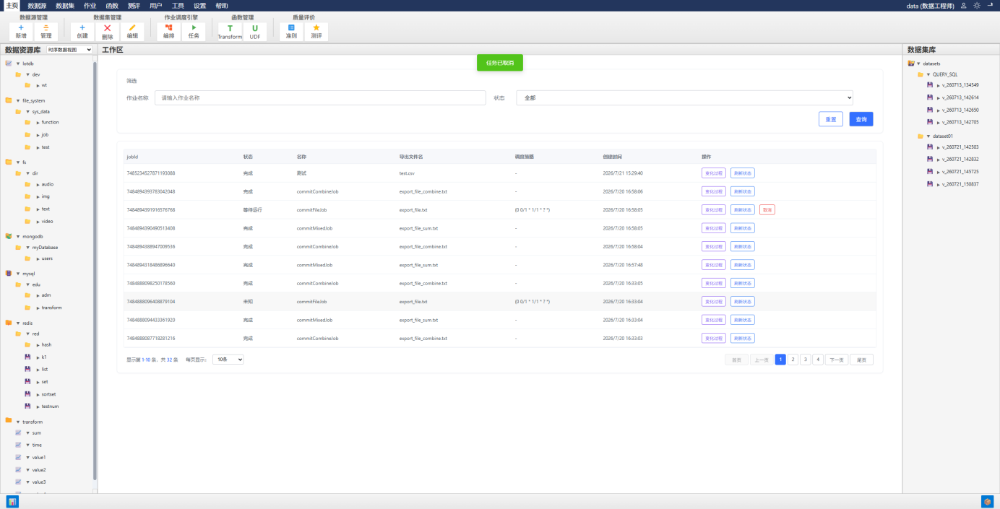 主页 数据源 数据集 作业 函数 测评 用户 工具 设置 帮助 data (数据工程师)
数据源管理 数据集管理 作业调度引擎 函数管理 质量评价
新增 管理 创建 删除 编辑 编排 任务 Transform UDF 准则 测评
数据资源库 时序数据视图
iotdb
dev
wt
file_system
sys_data
function
job
test
fs
dir
audio
img
text
video
mongodb
myDatabase
users
mysql
edu
adm
transform
redis
red
hash
k1
list
set
sortset
testnum
transform
sum
time
value1
value2
value3
工作区
任务已取消
筛选
作业名称 请输入作业名称 状态 全部
重置 查询
jobId 状态 名称 导出文件名 调度策略 创建时间 操作
7485234527871193088 完成 测试 test.csv - 2026/7/21 15:29:40 变化过程 刷新状态
7484894393783042048 完成 commitCombineJob export_file_combine.txt - 2026/7/20 16:58:06 变化过程 刷新状态
7484894391916576768 等待运行 commitFileJob export_file.txt (0 0/1 * 1/1 * ? *) 2026/7/20 16:58:05 变化过程 刷新状态 取消
7484894390490513408 完成 commitMixedJob export_file_sum.txt - 2026/7/20 16:58:05 变化过程 刷新状态
7484894388947009536 完成 commitCombineJob export_file_combine.txt - 2026/7/20 16:58:04 变化过程 刷新状态
7484894318486896640 完成 commitMixedJob export_file_sum.txt - 2026/7/20 16:57:48 变化过程 刷新状态
7484888098250178560 完成 commitCombineJob export_file_combine.txt - 2026/7/20 16:33:05 变化过程 刷新状态
7484888096408879104 未知 commitFileJob export_file.txt (0 0/1 * 1/1 * ? *) 2026/7/20 16:33:04 变化过程 刷新状态
7484888094433361920 完成 commitMixedJob export_file_sum.txt - 2026/7/20 16:33:04 变化过程 刷新状态
7484888087718281216 完成 commitCombineJob export_file_combine.txt - 2026/7/20 16:33:03 变化过程 刷新状态
显示第 1-10 条，共 32 条 每页显示： 10条 首页 上一页 1 2 3 4 下一页 尾页
数据集库
datasets
QUERY_SQL
v_260713_134549
v_260713_142614
v_260713_142650
v_260713_142705
dataset01
v_260721_142503
v_260721_142832
v_260721_145725
v_260721_150837